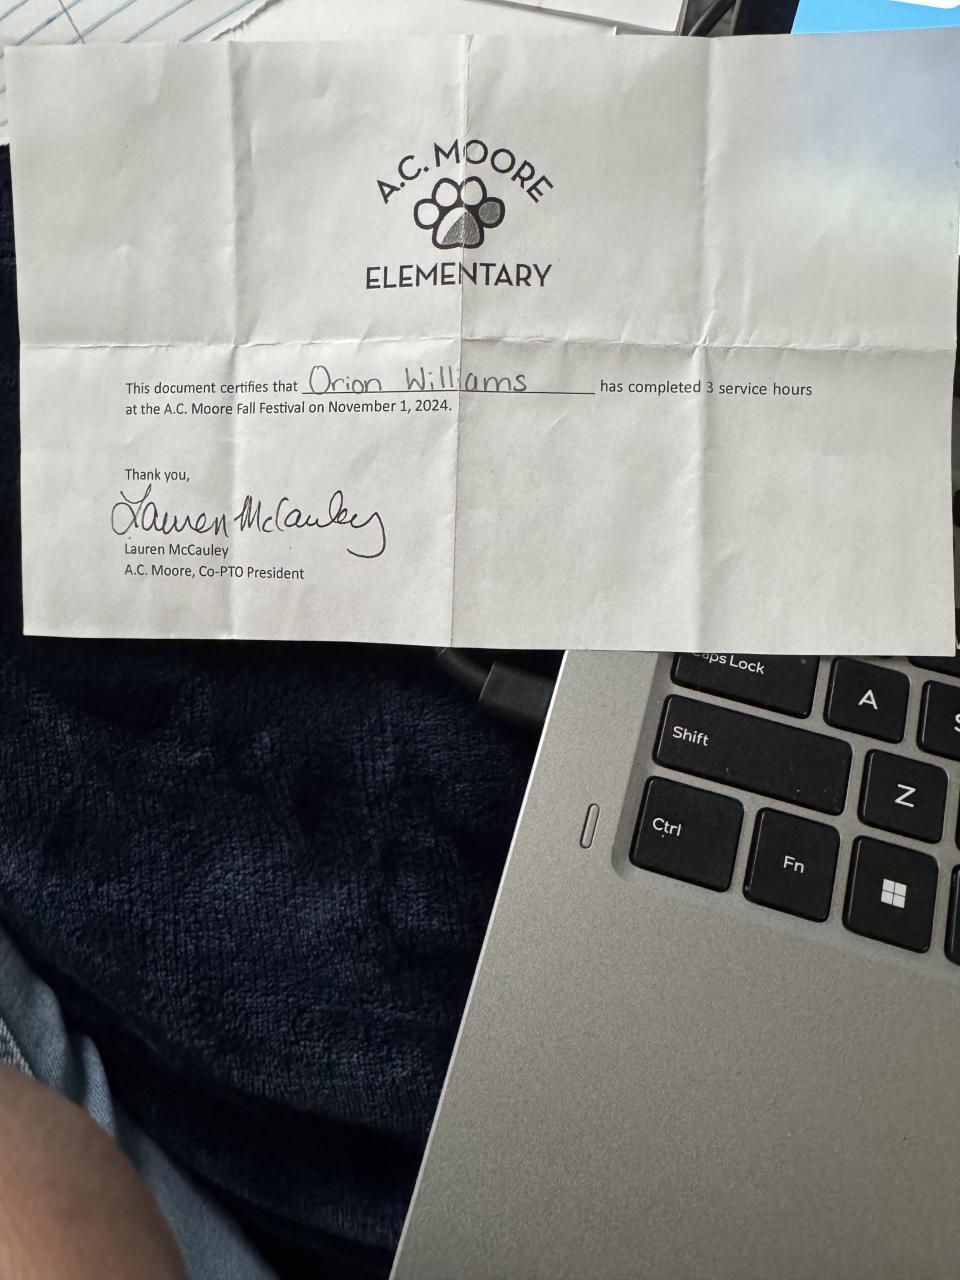 A.C. MOORE
ELEMENTARY
This document certifies that Orion Williams has completed 3 service hours
at the A.C. Moore Fall Festival on November 1, 2024.
Thank you,
Lauren McCauley
Lauren McCauley
A.C. Moore, Co-PTO President
Caps Lock
A
Shift
Z
Ctrl
Fn